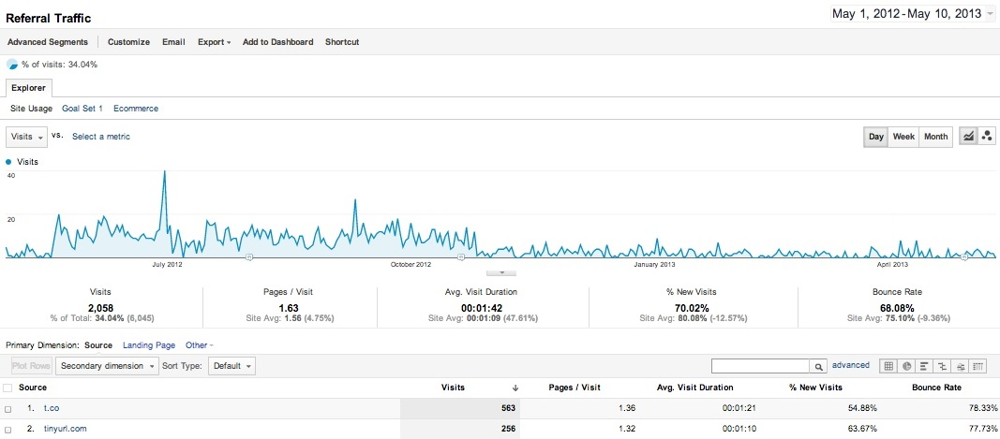 Referral Traffic
May 1, 2012 - May 10, 2013
Advanced Segments Customize Email Export Add to Dashboard Shortcut
% of visits: 34.04%
Explorer
Site Usage Goal Set 1 Ecommerce
Visits vs. Select a metric Day Week Month
Visits
40
20
July 2012 October 2012 January 2013 April 2013
Visits Pages / Visit Avg. Visit Duration % New Visits Bounce Rate
2,058 1.63 00:01:42 70.02% 68.08%
% of Total: 34.04% (6,045) Site Avg: 1.56 (4.75%) Site Avg: 00:01:09 (47.61%) Site Avg: 80.08% (-12.57%) Site Avg: 75.10% (-9.36%)
Primary Dimension: Source Landing Page Other
Plot Rows Secondary dimension Sort Type: Default advanced
Source Visits Pages / Visit Avg. Visit Duration % New Visits Bounce Rate
1. t.co 563 1.36 00:01:21 54.88% 78.33%
2. tinyurl.com 256 1.32 00:01:10 63.67% 77.73%